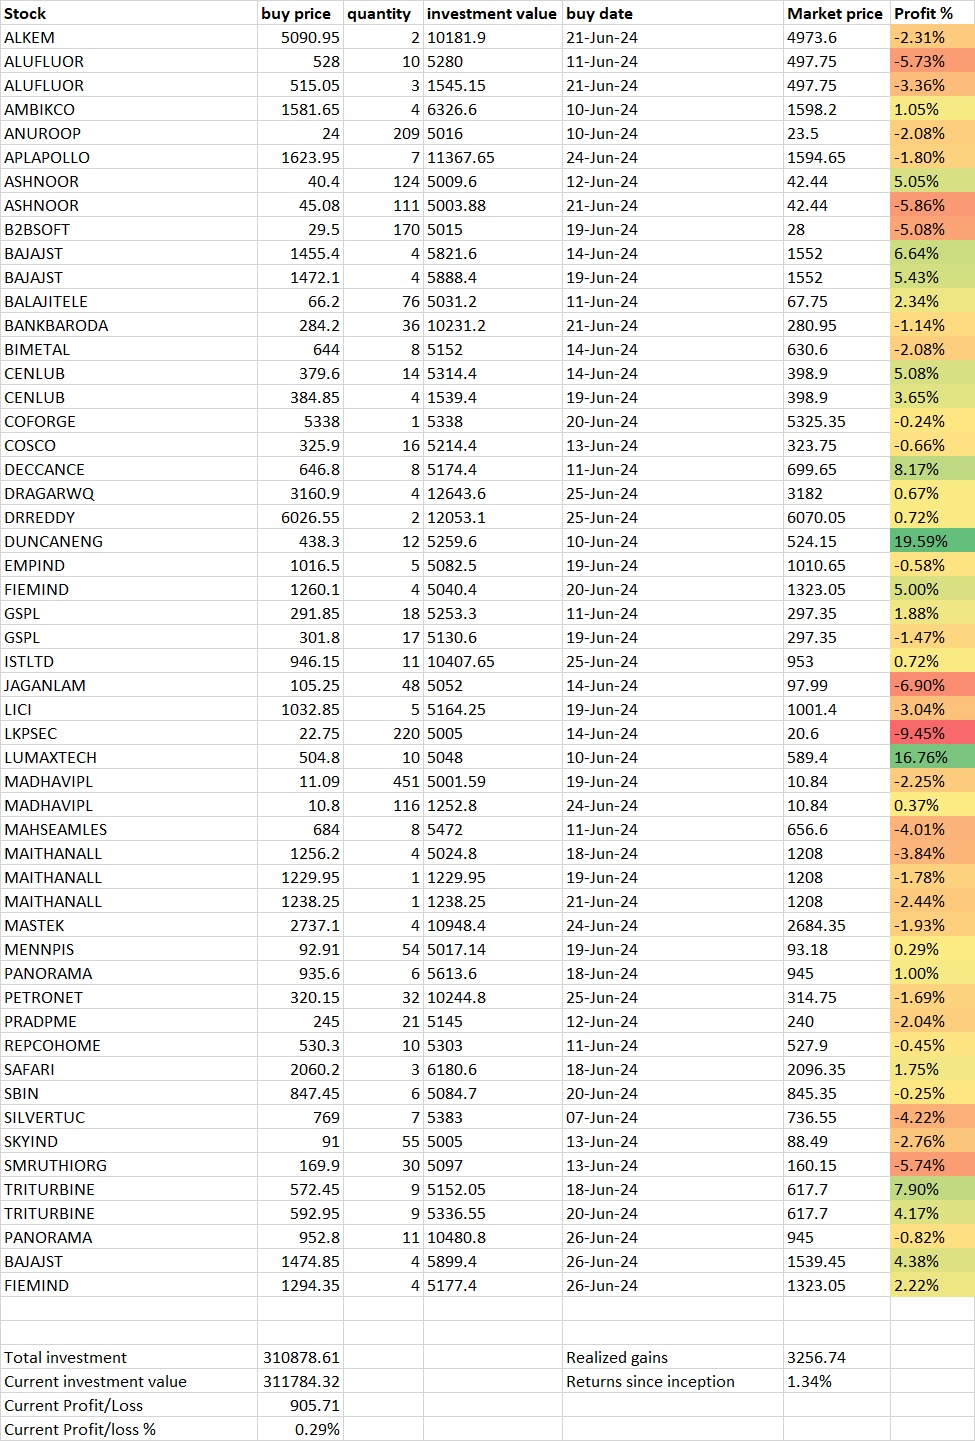 Stock buy price quantity investment value buy date Market price Profit %
ALKEM 5090.95 2 10181.9 21-Jun-24 4973.6 -2.31%
ALUFLUOR 528 10 5280 11-Jun-24 497.75 -5.73%
ALUFLUOR 515.05 3 1545.15 21-Jun-24 497.75 -3.36%
AMBIKCO 1581.65 4 6326.6 10-Jun-24 1598.2 1.05%
ANUROOP 24 209 5016 10-Jun-24 23.5 -2.08%
APLAPOLLO 1623.95 7 11367.65 24-Jun-24 1594.65 -1.80%
ASHNOOR 40.4 124 5009.6 12-Jun-24 42.44 5.05%
ASHNOOR 45.08 111 5003.88 21-Jun-24 42.44 -5.86%
B2BSOFT 29.5 170 5015 19-Jun-24 28 -5.08%
BAJAJST 1455.4 4 5821.6 14-Jun-24 1552 6.64%
BAJAJST 1472.1 4 5888.4 19-Jun-24 1552 5.43%
BALAJITELE 66.2 76 5031.2 11-Jun-24 67.75 2.34%
BANKBARODA 284.2 36 10231.2 21-Jun-24 280.95 -1.14%
BIMETAL 644 8 5152 14-Jun-24 630.6 -2.08%
CENLUB 379.6 14 5314.4 14-Jun-24 398.9 5.08%
CENLUB 384.85 4 1539.4 19-Jun-24 398.9 3.65%
COFORGE 5338 1 5338 20-Jun-24 5325.35 -0.24%
COSCO 325.9 16 5214.4 13-Jun-24 323.75 -0.66%
DECCANCE 646.8 8 5174.4 11-Jun-24 699.65 8.17%
DRAGARWQ 3160.9 4 12643.6 25-Jun-24 3182 0.67%
DRREDDY 6026.55 2 12053.1 25-Jun-24 6070.05 0.72%
DUNCANENG 438.3 12 5259.6 10-Jun-24 524.15 19.59%
EMPIND 1016.5 5 5082.5 19-Jun-24 1010.65 -0.58%
FIEMIND 1260.1 4 5040.4 20-Jun-24 1323.05 5.00%
GSPL 291.85 18 5253.3 11-Jun-24 297.35 1.88%
GSPL 301.8 17 5130.6 19-Jun-24 297.35 -1.47%
ISTLTD 946.15 11 10407.65 25-Jun-24 953 0.72%
JAGANLAM 105.25 48 5052 14-Jun-24 97.99 -6.90%
LICI 1032.85 5 5164.25 19-Jun-24 1001.4 -3.04%
LKPSEC 22.75 220 5005 14-Jun-24 20.6 -9.45%
LUMAXTECH 504.8 10 5048 10-Jun-24 589.4 16.76%
MADHAVIPL 11.09 451 5001.59 19-Jun-24 10.84 -2.25%
MADHAVIPL 10.8 116 1252.8 24-Jun-24 10.84 0.37%
MAHSEAMLES 684 8 5472 11-Jun-24 656.6 -4.01%
MAITHANALL 1256.2 4 5024.8 18-Jun-24 1208 -3.84%
MAITHANALL 1229.95 1 1229.95 19-Jun-24 1208 -1.78%
MAITHANALL 1238.25 1 1238.25 21-Jun-24 1208 -2.44%
MASTEK 2737.1 4 10948.4 24-Jun-24 2684.35 -1.93%
MENNPIS 92.91 54 5017.14 19-Jun-24 93.18 0.29%
PANORAMA 935.6 6 5613.6 18-Jun-24 945 1.00%
PETRONET 320.15 32 10244.8 25-Jun-24 314.75 -1.69%
PRADPME 245 21 5145 12-Jun-24 240 -2.04%
REPCOHOME 530.3 10 5303 11-Jun-24 527.9 -0.45%
SAFARI 2060.2 3 6180.6 18-Jun-24 2096.35 1.75%
SBIN 847.45 6 5084.7 20-Jun-24 845.35 -0.25%
SILVERTUC 769 7 5383 07-Jun-24 736.55 -4.22%
SKYIND 91 55 5005 13-Jun-24 88.49 -2.76%
SMRUTHIORG 169.9 30 5097 13-Jun-24 160.15 -5.74%
TRITURBINE 572.45 9 5152.05 18-Jun-24 617.7 7.90%
TRITURBINE 592.95 9 5336.55 20-Jun-24 617.7 4.17%
PANORAMA 952.8 11 10480.8 26-Jun-24 945 -0.82%
BAJAJST 1474.85 4 5899.4 26-Jun-24 1539.45 4.38%
FIEMIND 1294.35 4 5177.4 26-Jun-24 1323.05 2.22%
Total investment 310878.61 Realized gains 3256.74
Current investment value 311784.32 Returns since inception 1.34%
Current Profit/Loss 905.71
Current Profit/loss % 0.29%